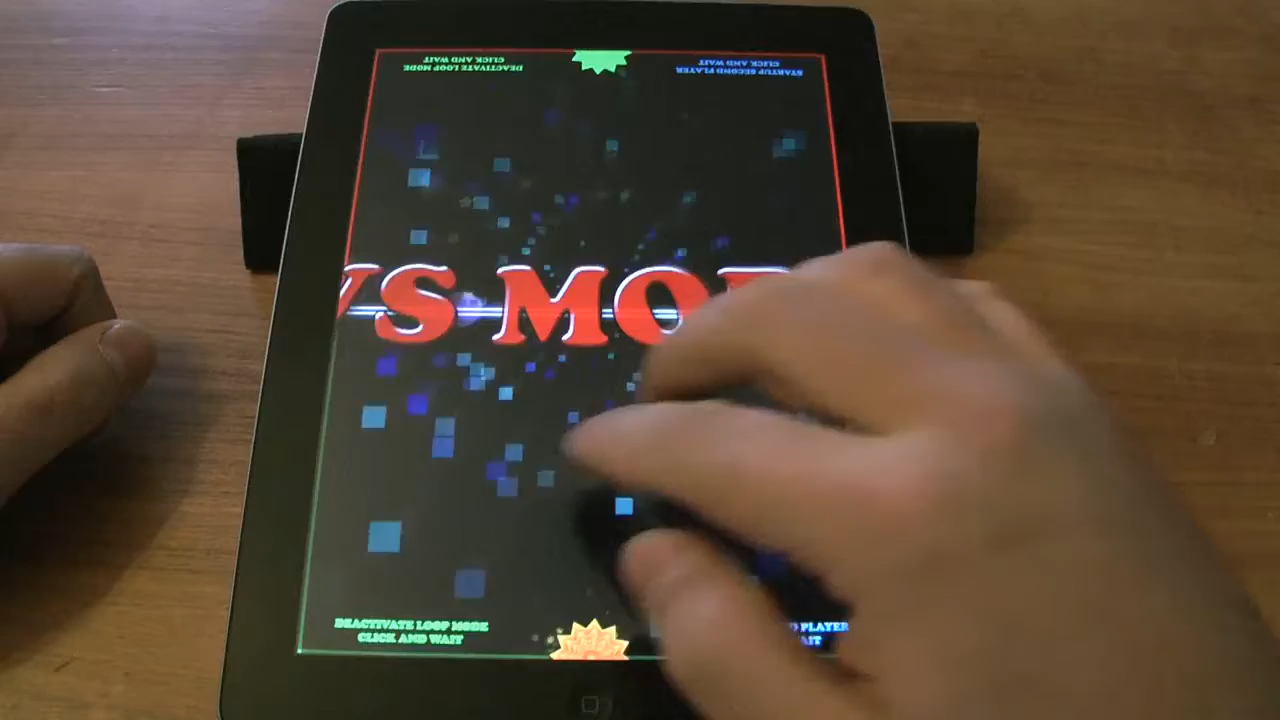 DEACTIVATE LOOP MODE
CLICK AND WAIT
STARTUP SECOND PLAYER
CLICK AND WAIT
VS MO
DEACTIVATE LOOP MODE
CLICK AND WAIT
PLAYER